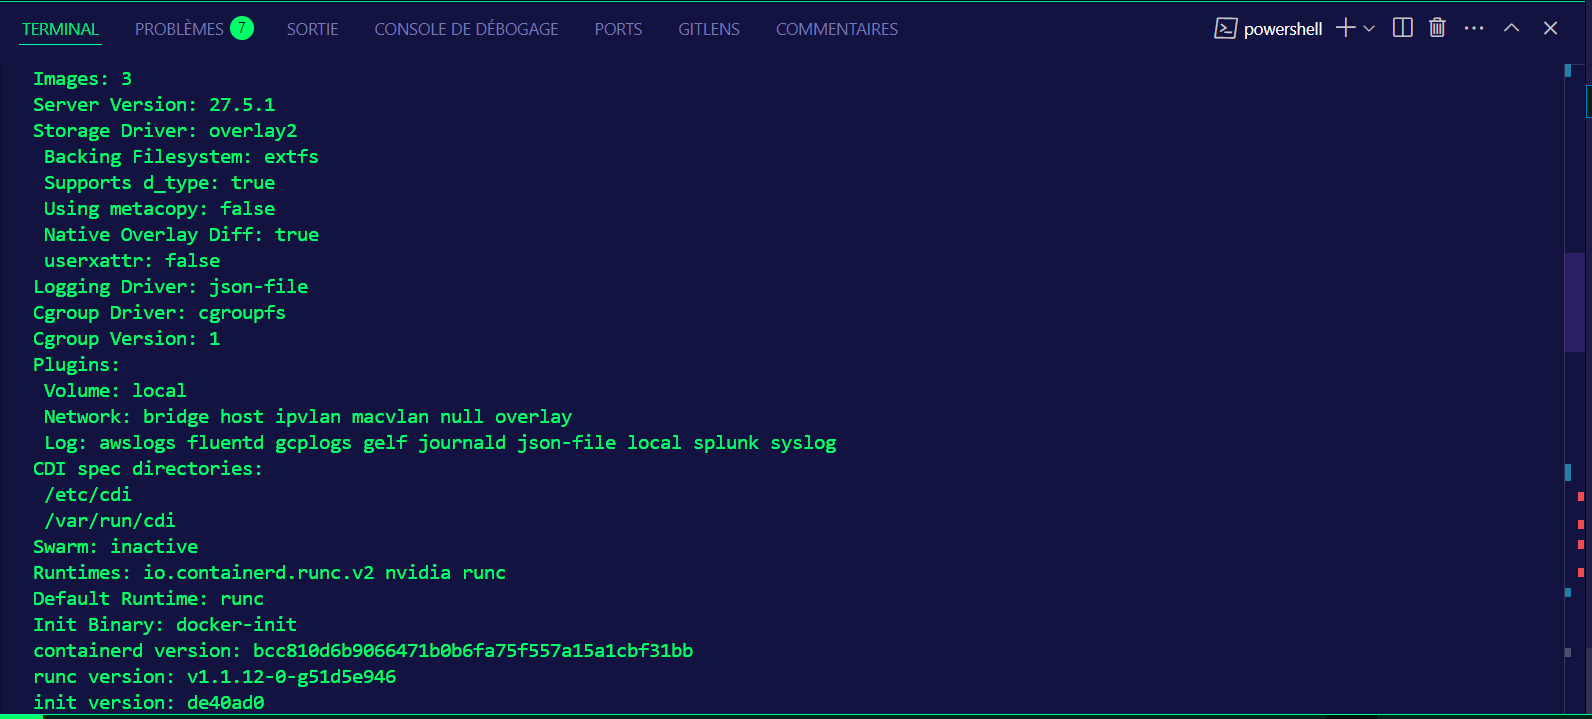 TERMINAL PROBLÈMES 7 SORTIE CONSOLE DE DÉBOGAGE PORTS GITLENS COMMENTAIRES powershell
Images: 3
Server Version: 27.5.1
Storage Driver: overlay2
 Backing Filesystem: extfs
 Supports d_type: true
 Using metacopy: false
 Native Overlay Diff: true
 userxattr: false
Logging Driver: json-file
Cgroup Driver: cgroupfs
Cgroup Version: 1
Plugins:
 Volume: local
 Network: bridge host ipvlan macvlan null overlay
 Log: awslogs fluentd gcplogs gelf journald json-file local splunk syslog
CDI spec directories:
 /etc/cdi
 /var/run/cdi
Swarm: inactive
Runtimes: io.containerd.runc.v2 nvidia runc
Default Runtime: runc
Init Binary: docker-init
containerd version: bcc810d6b9066471b0b6fa75f557a15a1cbf31bb
runc version: v1.1.12-0-g51d5e946
init version: de40ad0